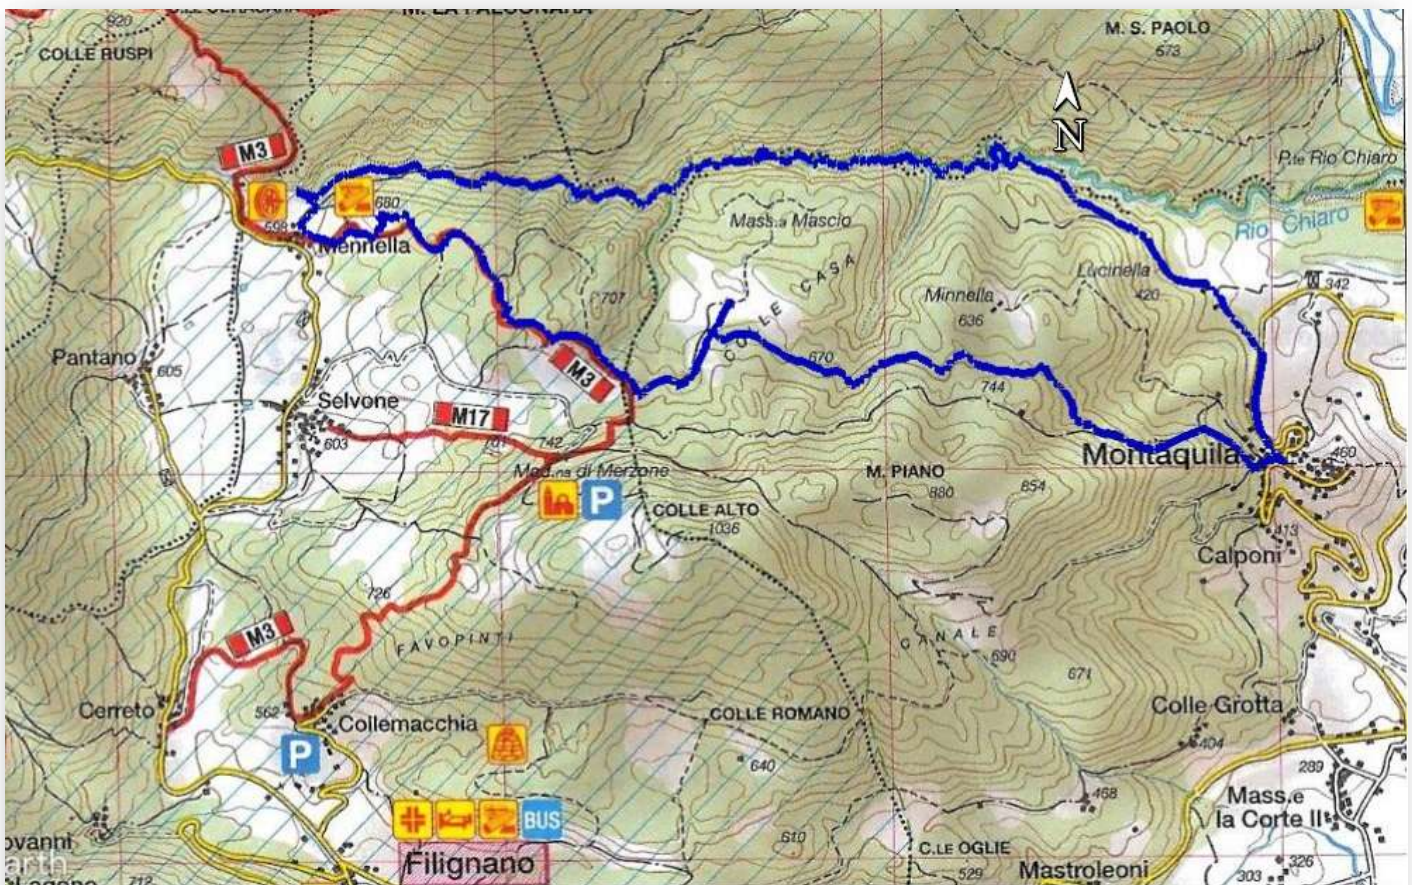 920
M. S. PAOLO
673
COLLE RUSPI
M3
N
P.te Rio Chiaro
680
Mass.a Mascio
Rio Chiaro
Mennella
COLLE CASA
Lucinella
420
Minnella
636
707
342
Pantano
605
670
M3
744
Selvone
M17
603
742
Montaquila
460
Mad.na di Merzone
M. PIANO
880
854
P
COLLE ALTO
1036
413
Calponi
726
M3
FAVOPINTI
CANALE
690
671
Cerreto
562
Collemacchia
COLLE ROMANO
Colle Grotta
404
P
640
289
468
Mass.e
la Corte II
BUS
ovanni
610
arth
Filignano
C.LE OGLIE
529
Mastroleoni
326
303
712